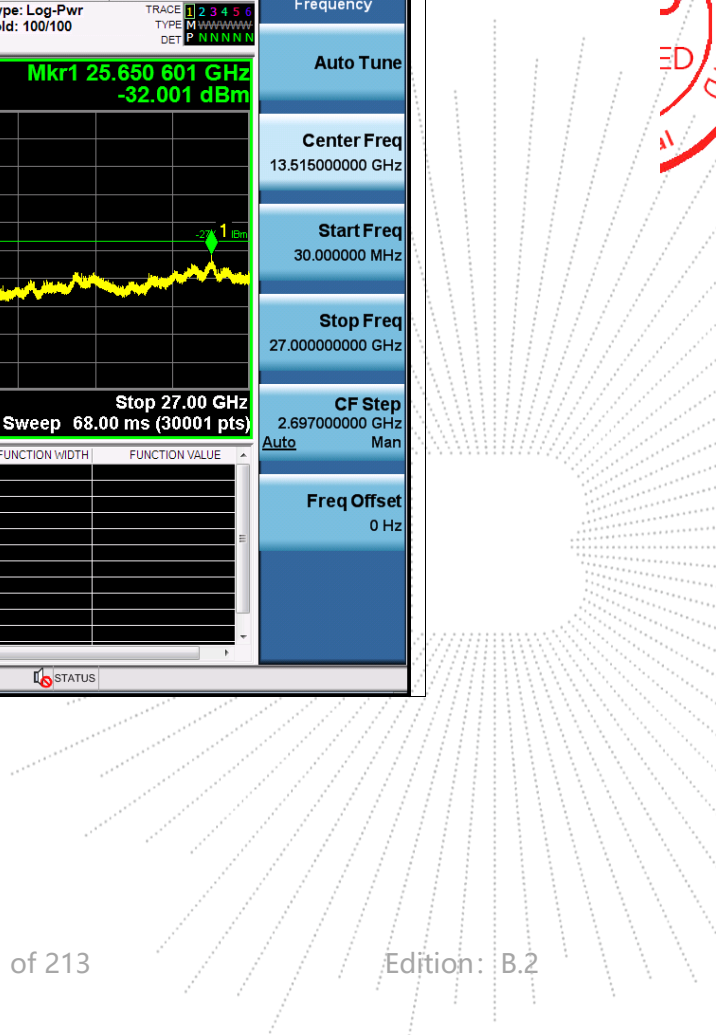 Frequency
ype: Log-Pwr
old: 100/100
TRACE 1 2 3 4 5 6
TYPE M WWWWW
DET P N N N N N
Mkr1 25.650 601 GHz
-32.001 dBm
Auto Tune
Center Freq
13.515000000 GHz
Start Freq
30.000000 MHz
1
Stop Freq
27.000000000 GHz
Stop 27.00 GHz
Sweep 68.00 ms (30001 pts)
CF Step
2.697000000 GHz
Auto Man
FUNCTION WIDTH FUNCTION VALUE
Freq Offset
0 Hz
STATUS
ED
al
of 213 Edition: B.2